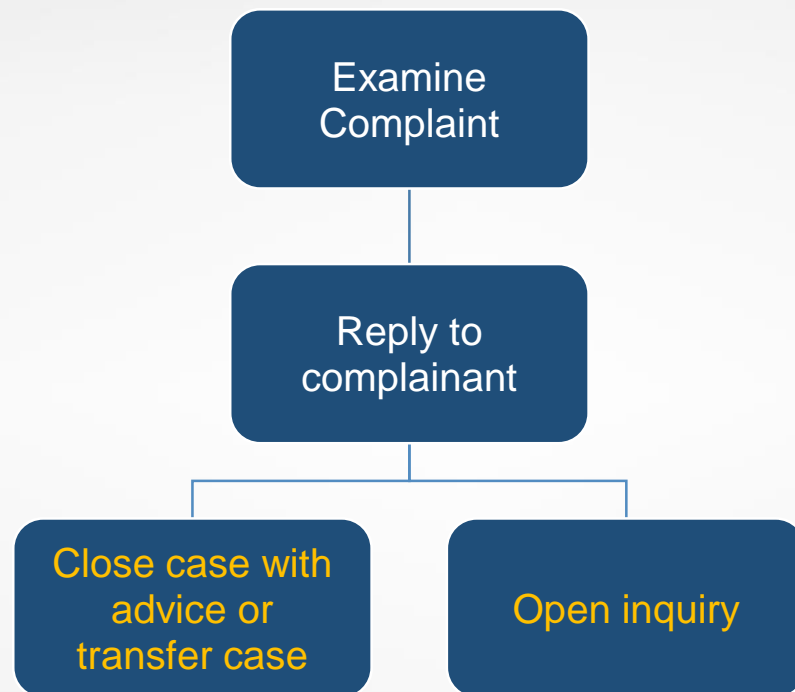 Examine
Complaint
Reply to
complainant
Close case with
advice or
transfer case
Open inquiry